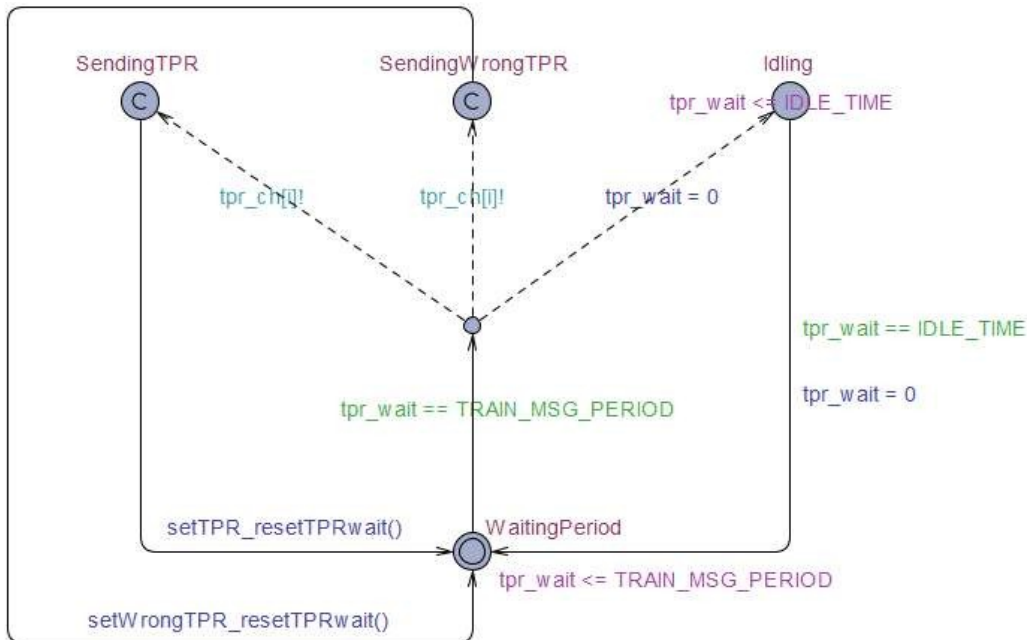 SendingTPR
SendingWrongTPR
Idling
C
C
tpr_wait <= IDLE_TIME
tpr_ch[i]!
tpr_ch[i]!
tpr_wait = 0
tpr_wait == IDLE_TIME
tpr_wait = 0
tpr_wait == TRAIN_MSG_PERIOD
setTPR_resetTPRwait()
WaitingPeriod
tpr_wait <= TRAIN_MSG_PERIOD
setWrongTPR_resetTPRwait()